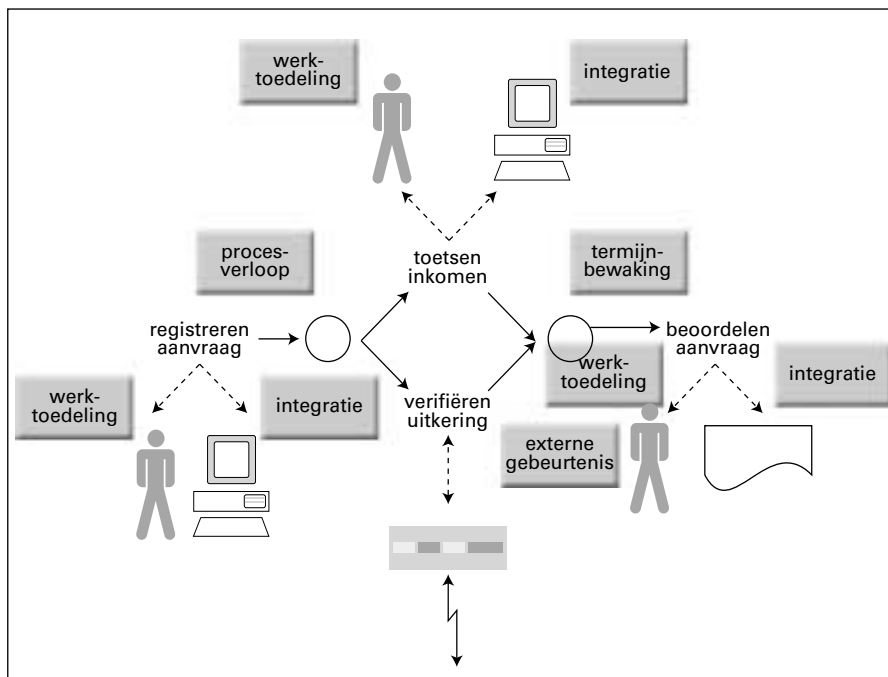 werk-
toedeling
integratie
proces-
verloop
toetsen
inkomen
termijn-
bewaking
registreren
aanvraag
beoordelen
aanvraag
werk-
toedeling
integratie
verifiëren
uitkering
werk-
toedeling
integratie
externe
gebeurtenis